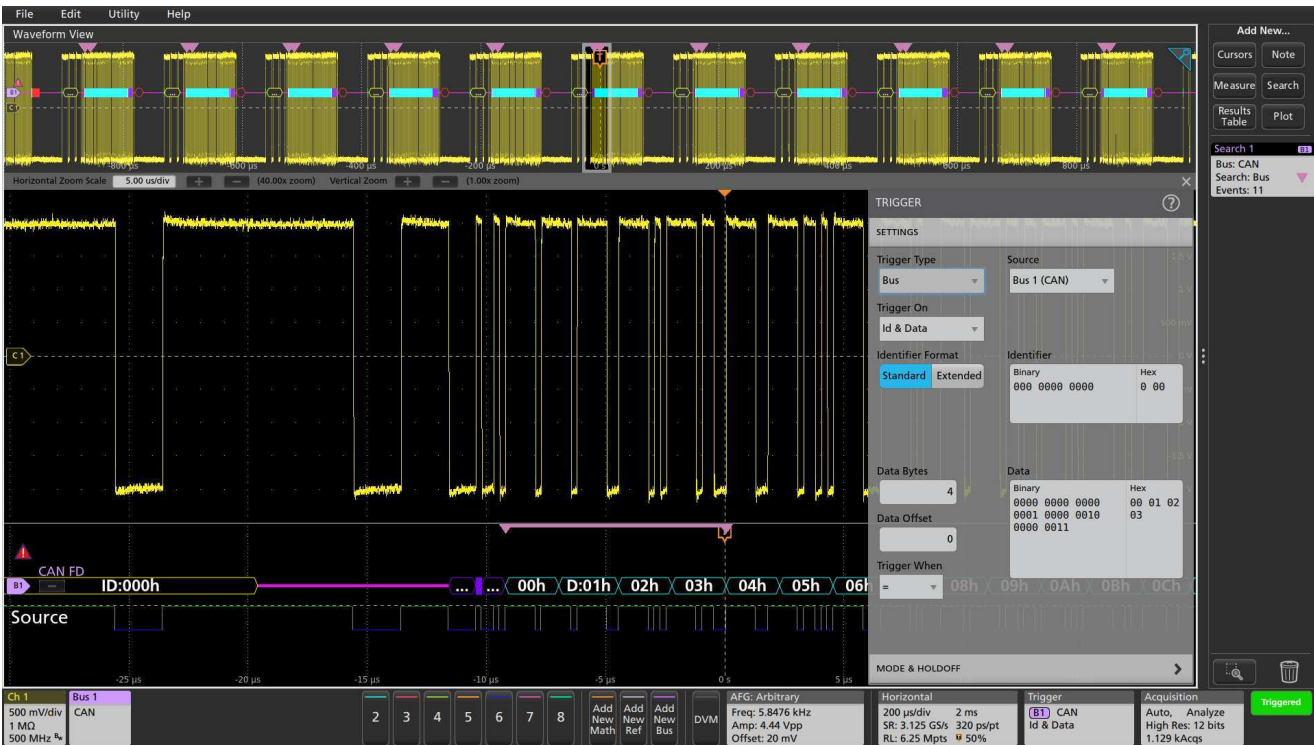 File Edit Utility Help
Waveform View
Add New...
Cursors Note
Measure Search
Results Table Plot
Search 1 B1
Bus: CAN
Search: Bus
Events: 11
T
B1
C1
-800 µs -600 µs -400 µs -200 µs 0 s 200 µs 400 µs 600 µs 800 µs
Horizontal Zoom Scale 5.00 us/div + - (40.00x zoom) Vertical Zoom + - (1.00x zoom)
TRIGGER
SETTINGS
Trigger Type Source
Bus Bus 1 (CAN)
Trigger On
Id & Data
Identifier Format Identifier
Standard Extended
Binary Hex
000 0000 0000 0 00
C1
Data Bytes Data
4
Binary Hex
0000 0000 0000 00 01 02
0001 0000 0010 03
0000 0011
Data Offset
0
Trigger When
=
MODE & HOLDOFF
1 V
500 mV
0 V
-1.5 V
CAN FD
B1 ID:000h ... ... 00h D:01h 02h 03h 04h 05h 06h 08h 09h 0Ah 0Bh 0Ch
Source
-25 µs -20 µs -15 µs -10 µs -5 µs 0 s 5 µs
Ch 1
500 mV/div
1 MΩ
500 MHz
Bus 1
CAN
2 3 4 5 6 7 8
Add New Math
Add New Ref
Add New Bus
DVM
AFG: Arbitrary
Freq: 5.8476 kHz
Amp: 4.44 Vpp
Offset: 20 mV
Horizontal
200 µs/div 2 ms
SR: 3.125 GS/s 320 ps/pt
RL: 6.25 Mpts 50%
Trigger
B1 CAN
Id & Data
Acquisition
Auto, Analyze
High Res: 12 bits
1.129 kAcqs
Triggered